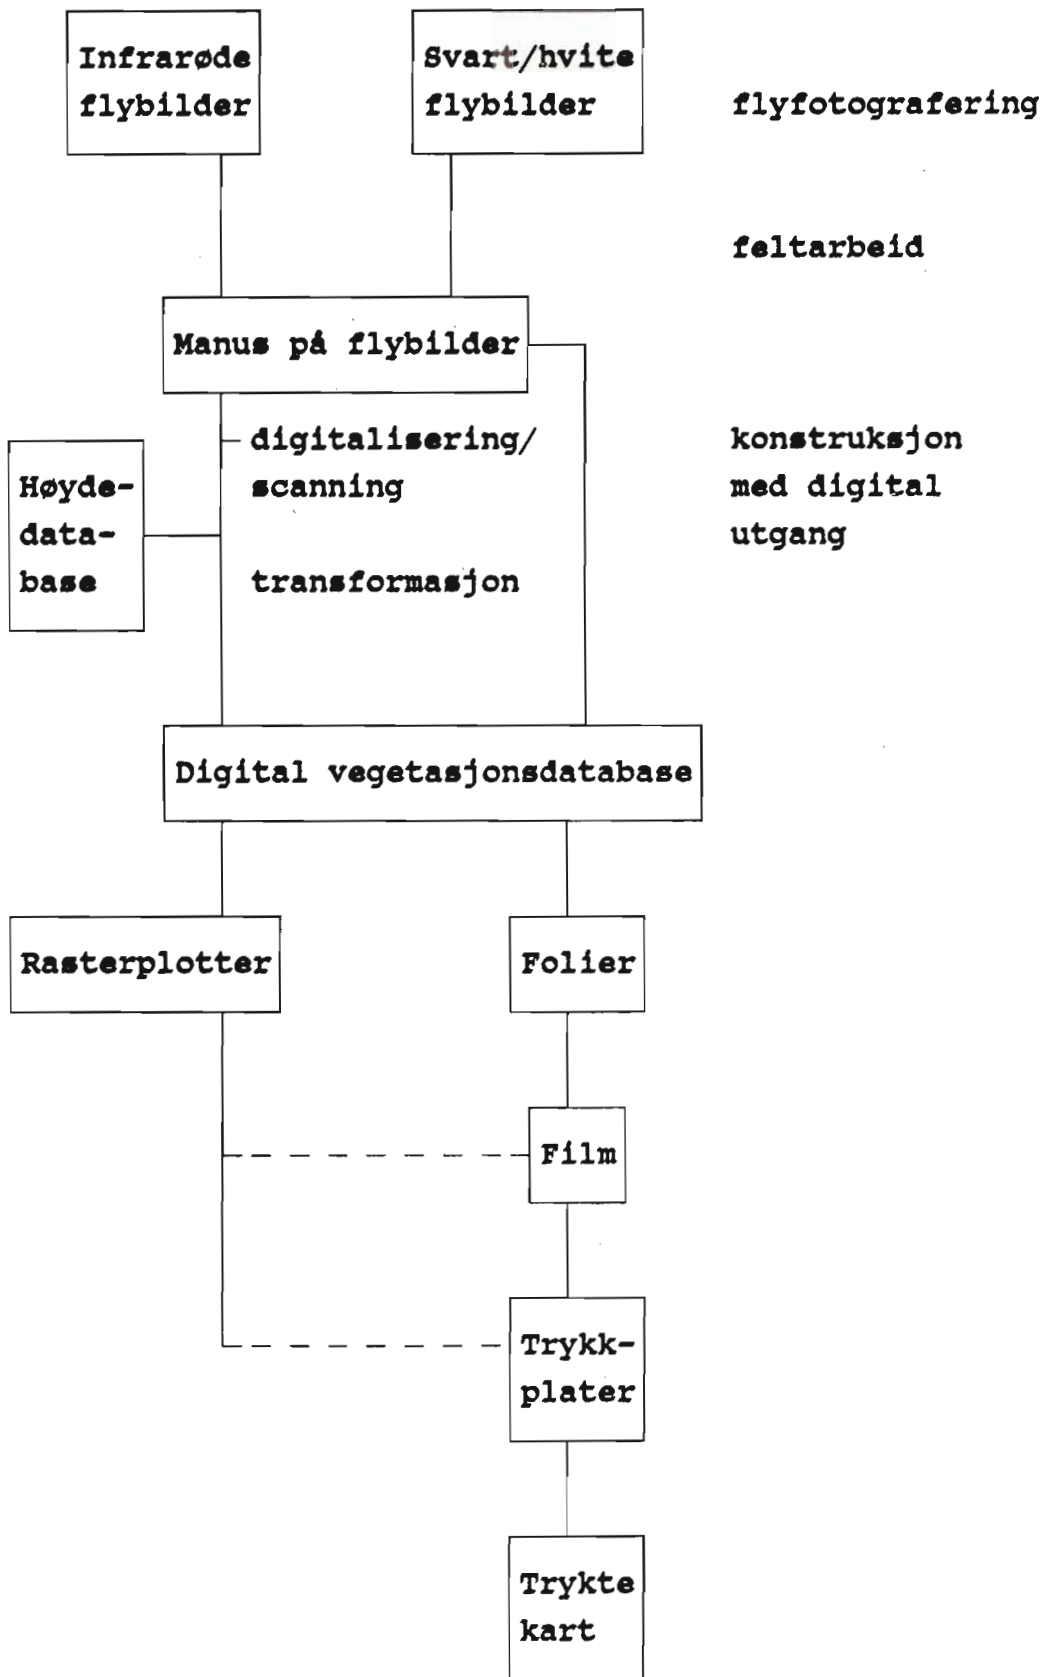 Infrarøde
flybilder
Svart/hvite
flybilder
flyfotografering
feltarbeid
Manus på flybilder
digitalisering/
scanning
konstruksjon
med digital
utgang
Høyde-
data-
base
transformasjon
Digital vegetasjonsdatabase
Rasterplotter
Folier
Film
Trykk-
plater
Trykte
kart